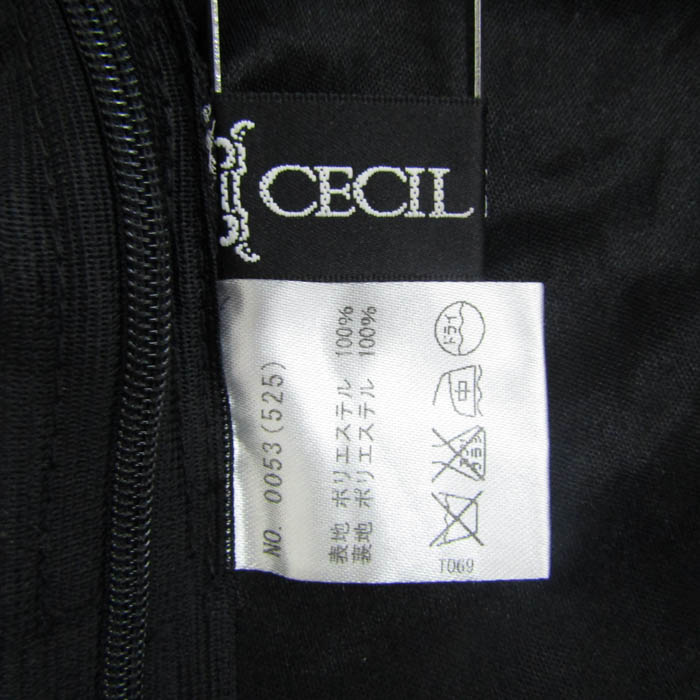 CECIL
NO. 0053(525)
表地 ポリエステル 100%
裏地 ポリエステル 100%
ドライ
中
T069